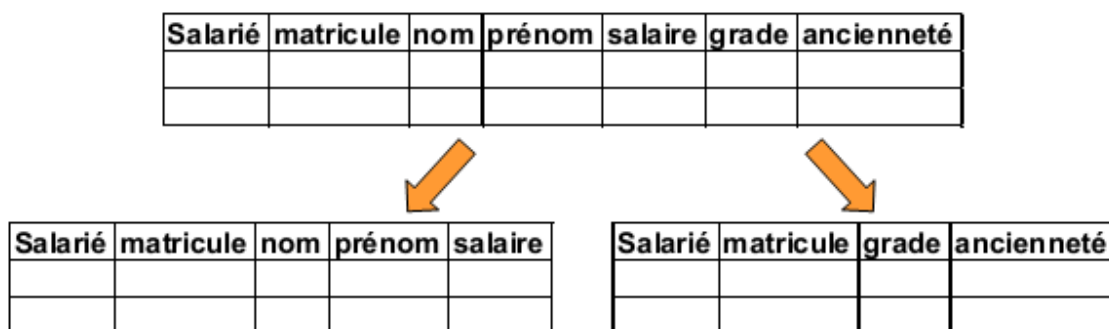 Salarié matricule nom prénom salaire grade ancienneté
Salarié matricule nom prénom salaire
Salarié matricule grade ancienneté